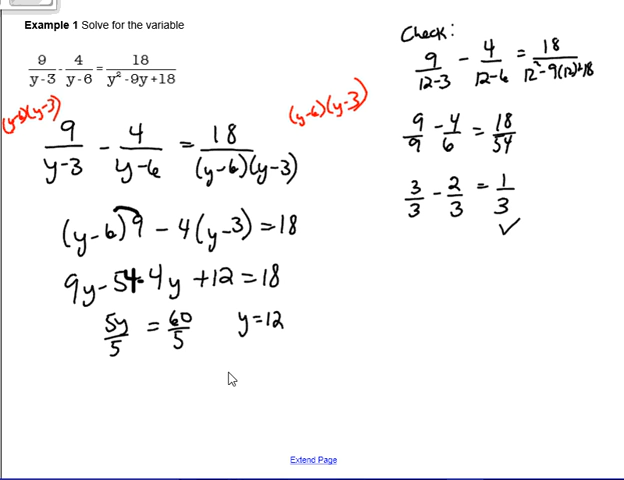 Example 1 Solve for the variable
9/(y-3) - 4/(y-6) = 18/(y² -9y+18)
(y-6)(y-3) (y-6)(y-3)
9/(y-3) - 4/(y-6) = 18/((y-6)(y-3))
(y-6)9 - 4(y-3) = 18
9y - 54 - 4y + 12 = 18
5y/5 = 60/5 y = 12
Check:
9/(12-3) - 4/(12-6) = 18/(12²-9(12)+18)
9/9 - 4/6 = 18/54
3/3 - 2/3 = 1/3
✓
Extend Page